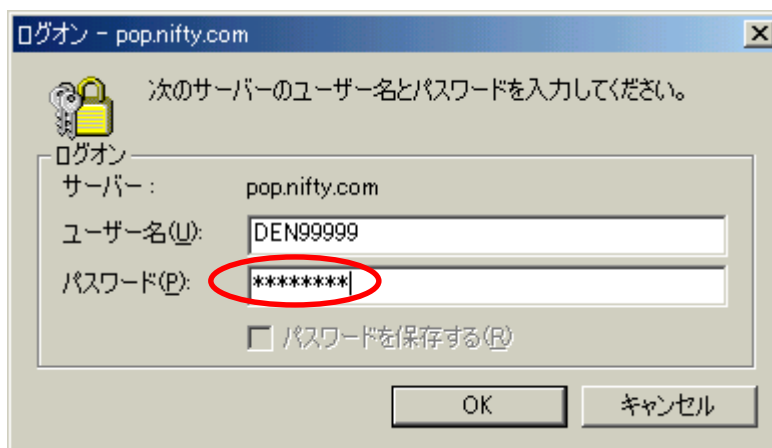 ログオン - pop.nifty.com
次のサーバーのユーザー名とパスワードを入力してください。
ログオン
サーバー : pop.nifty.com
ユーザー名(U): DEN99999
パスワード(P): ********
パスワードを保存する(R)
OK キャンセル